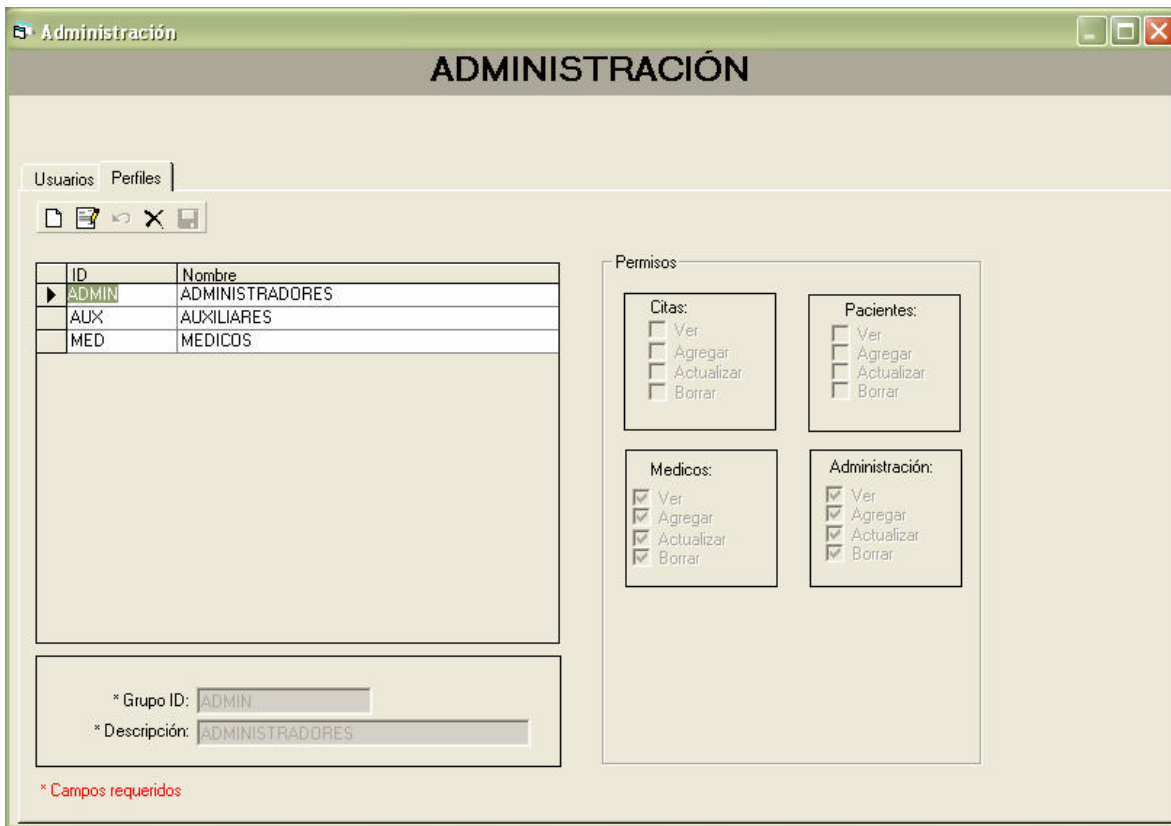 Administración
ADMINISTRACIÓN
Usuarios Perfiles
ID Nombre
ADMIN ADMINISTRADORES
AUX AUXILIARES
MED MEDICOS
* Grupo ID: ADMIN
* Descripción: ADMINISTRADORES
* Campos requeridos
Permisos
Citas:
Ver
Agregar
Actualizar
Borrar
Pacientes:
Ver
Agregar
Actualizar
Borrar
Medicos:
Ver
Agregar
Actualizar
Borrar
Administración:
Ver
Agregar
Actualizar
Borrar